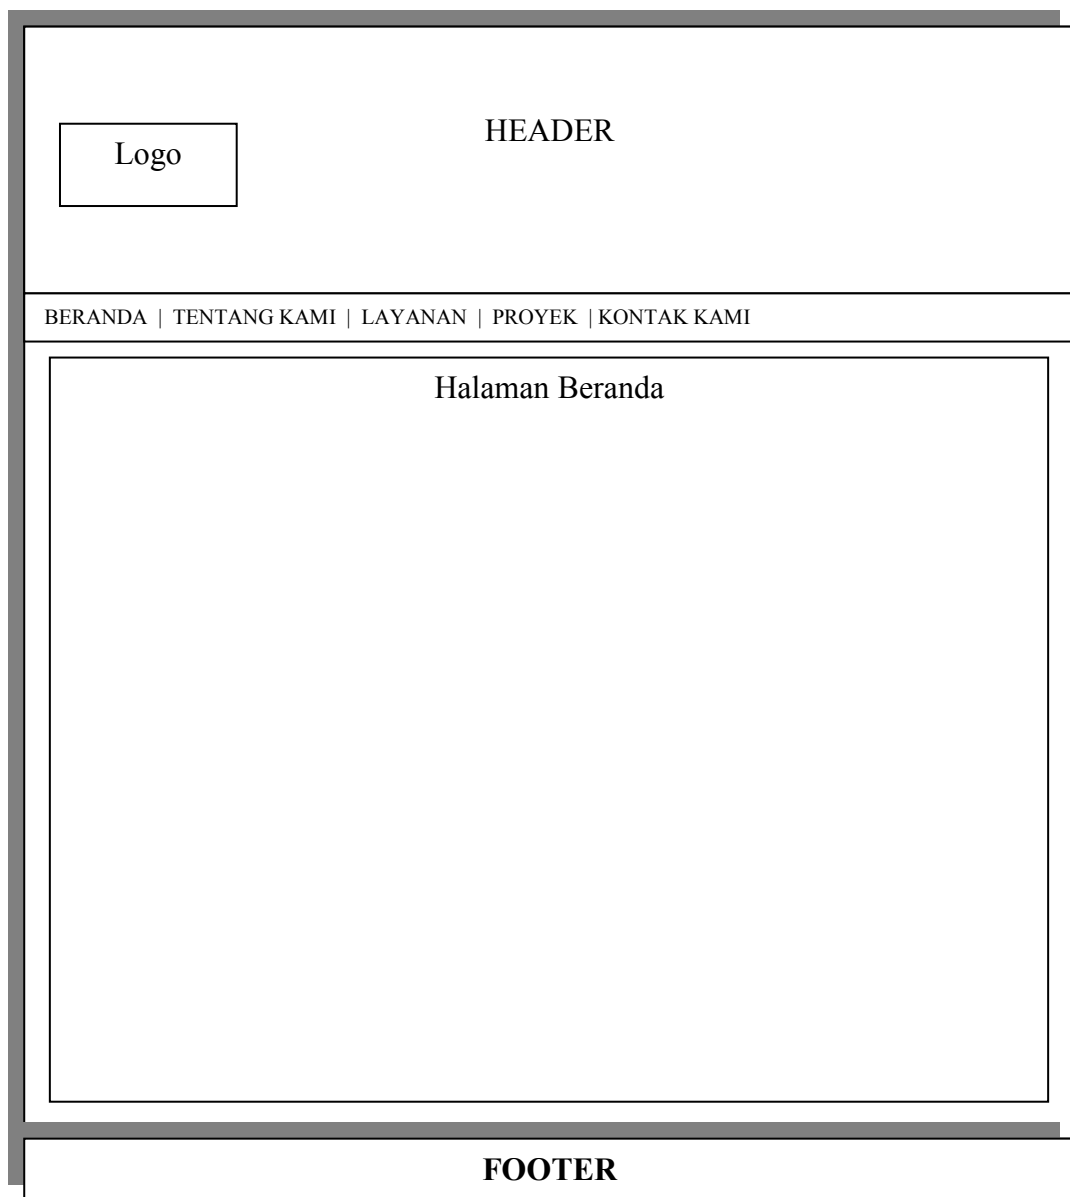 HEADER
Logo
BERANDA | TENTANG KAMI | LAYANAN | PROYEK | KONTAK KAMI
Halaman Beranda
FOOTER